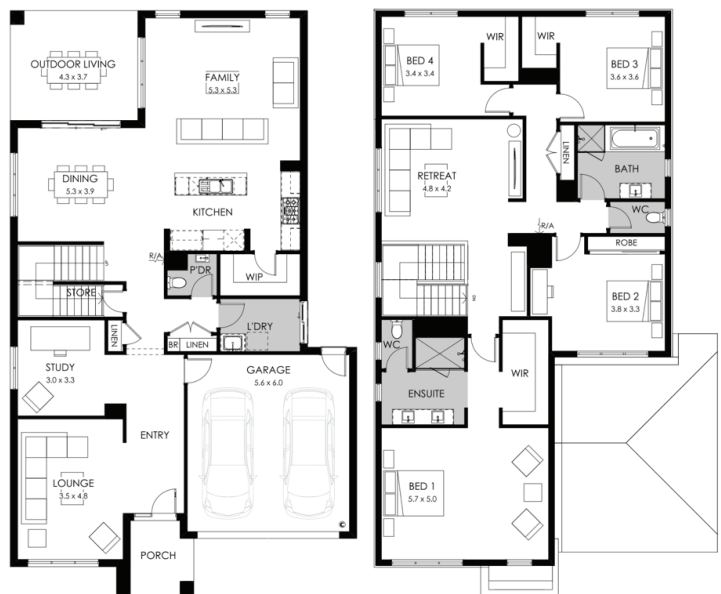 OUTDOOR LIVING
4.3 x 3.7
FAMILY
5.3 x 5.3
DINING
5.3 x 3.9
KITCHEN
R/A
P'DR
WIP
STORE
LINEN
BR
LINEN
L'DRY
STUDY
3.0 x 3.3
GARAGE
5.6 x 6.0
ENTRY
LOUNGE
3.5 x 4.8
PORCH
©
BED 4
3.4 x 3.4
WIR
WIR
BED 3
3.6 x 3.6
RETREAT
4.8 x 4.2
LINEN
BATH
WC
R/A
ROBE
BED 2
3.8 x 3.3
WC
ENSUITE
WIR
BED 1
5.7 x 5.0